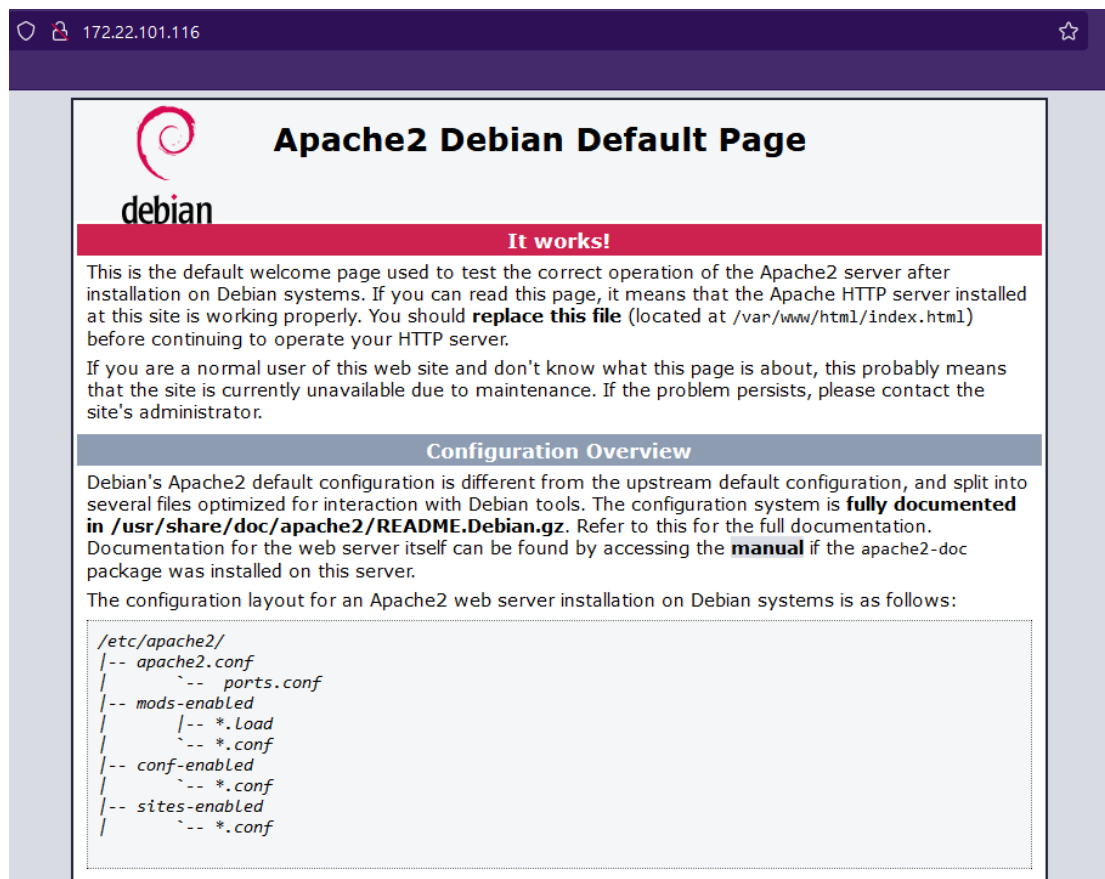 172.22.101.116
debian
Apache2 Debian Default Page
It works!
This is the default welcome page used to test the correct operation of the Apache2 server after
installation on Debian systems. If you can read this page, it means that the Apache HTTP server installed
at this site is working properly. You should replace this file (located at /var/www/html/index.html)
before continuing to operate your HTTP server.
If you are a normal user of this web site and don't know what this page is about, this probably means
that the site is currently unavailable due to maintenance. If the problem persists, please contact the
site's administrator.
Configuration Overview
Debian's Apache2 default configuration is different from the upstream default configuration, and split into
several files optimized for interaction with Debian tools. The configuration system is fully documented
in /usr/share/doc/apache2/README.Debian.gz. Refer to this for the full documentation.
Documentation for the web server itself can be found by accessing the manual if the apache2-doc
package was installed on this server.
The configuration layout for an Apache2 web server installation on Debian systems is as follows:
/etc/apache2/
|-- apache2.conf
|       `--  ports.conf
|-- mods-enabled
|       |-- *.load
|       `-- *.conf
|-- conf-enabled
|       `-- *.conf
|-- sites-enabled
|       `-- *.conf